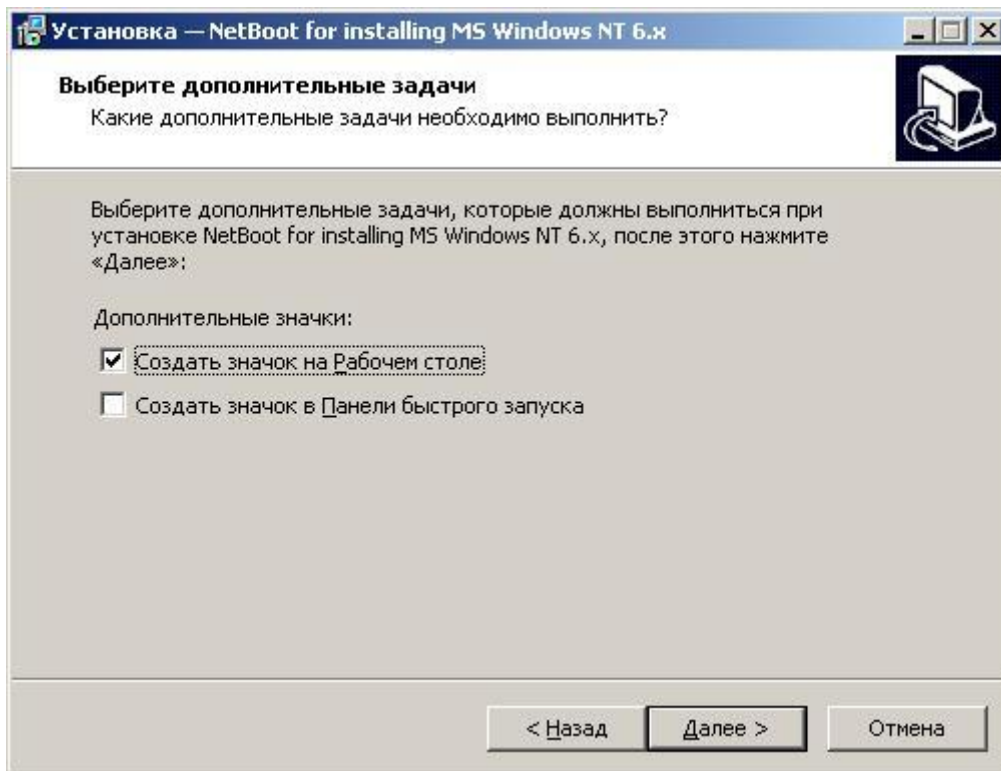 Установка — NetBoot for installing MS Windows NT 6.x
Выберите дополнительные задачи
Какие дополнительные задачи необходимо выполнить?
Выберите дополнительные задачи, которые должны выполниться при
установке NetBoot for installing MS Windows NT 6.x, после этого нажмите
«Далее»:
Дополнительные значки:
Создать значок на Рабочем столе
Создать значок в Панели быстрого запуска
< Назад
Далее >
Отмена